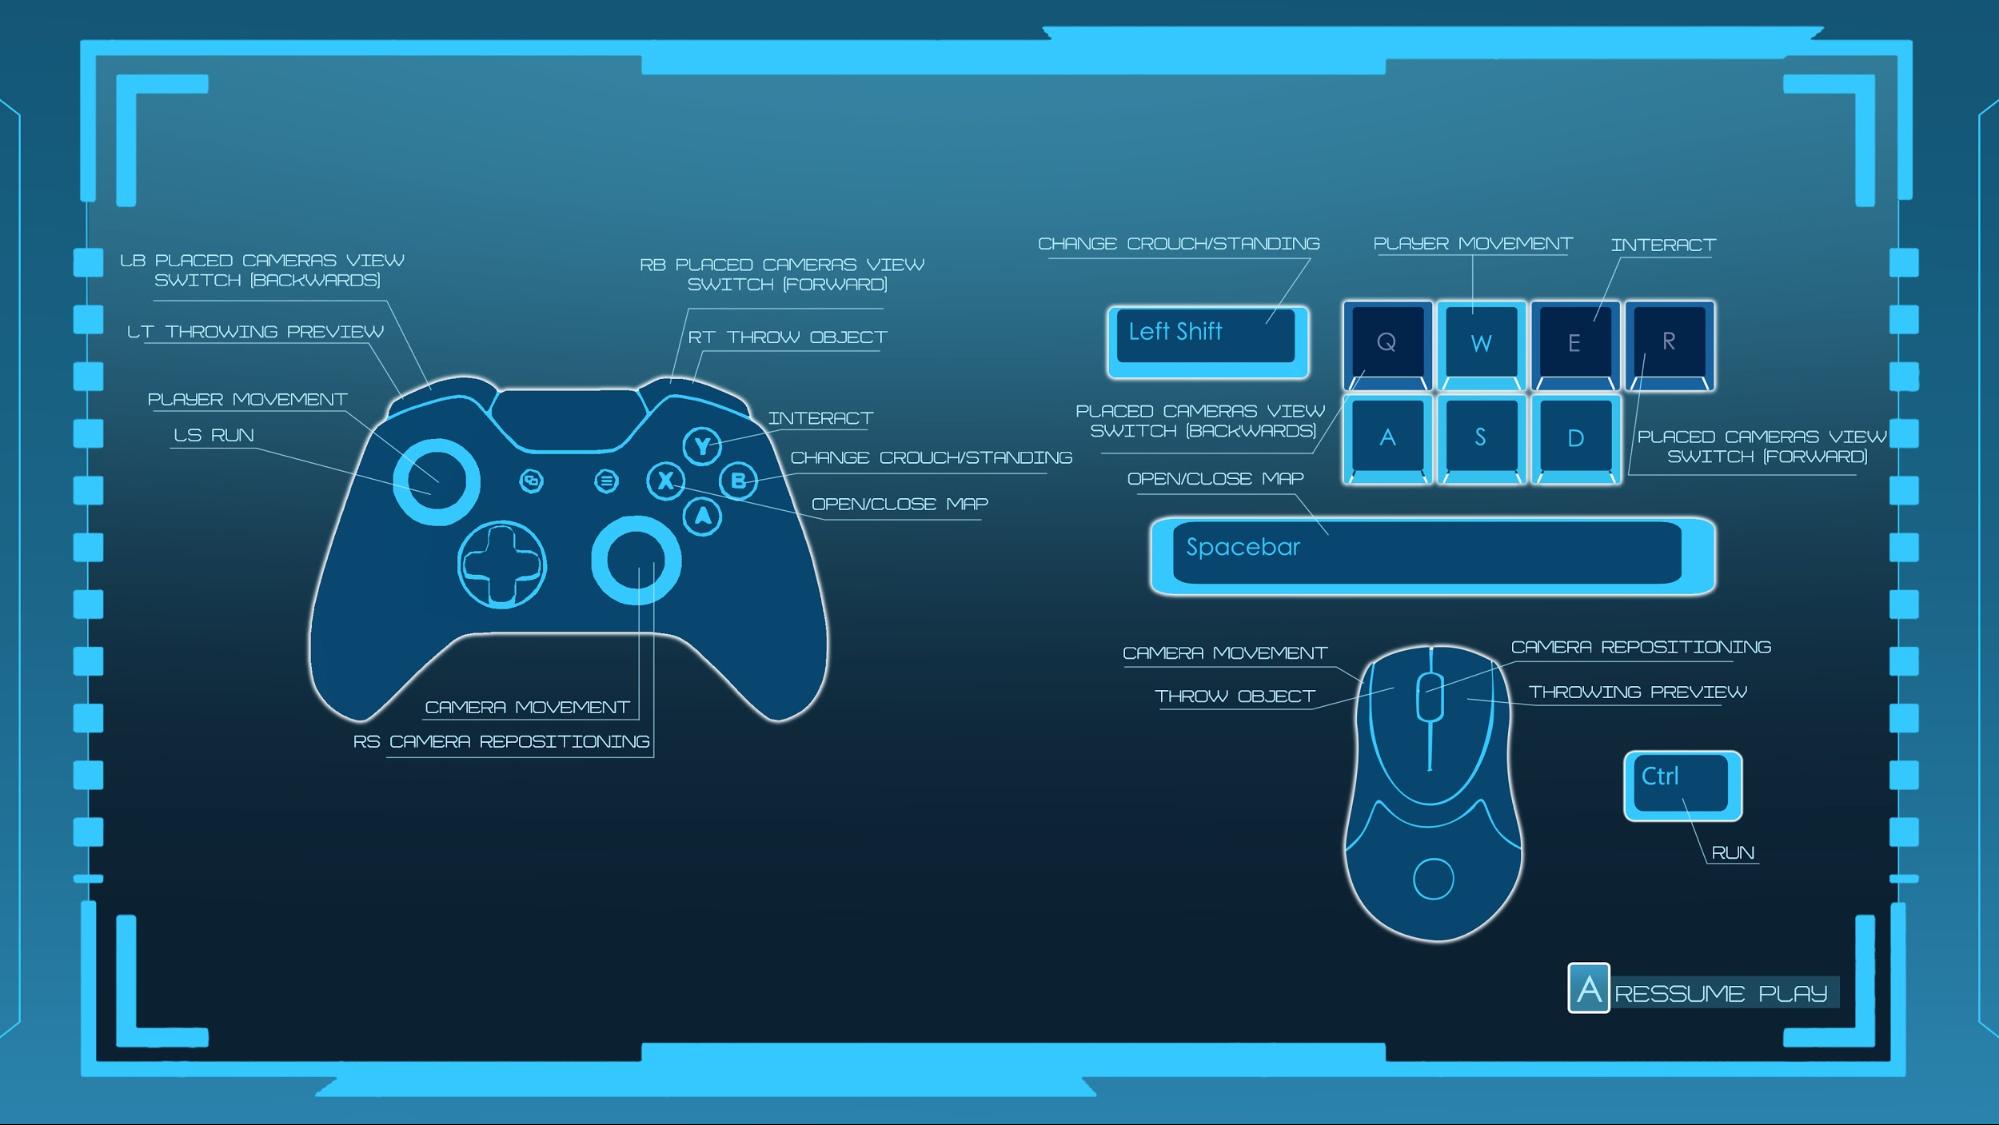 LB PLACED CAMERAS VIEW
SWITCH (BACKWARDS)
LT THROWING PREVIEW
PLAYER MOVEMENT
LS RUN
RB PLACED CAMERAS VIEW
SWITCH (FORWARD)
RT THROW OBJECT
INTERACT
CHANGE CROUCH/STANDING
OPEN/CLOSE MAP
Y
X
B
A
CAMERA MOVEMENT
RS CAMERA REPOSITIONING
CHANGE CROUCH/STANDING
PLAYER MOVEMENT
INTERACT
Left Shift
Q
W
E
R
A
S
D
PLACED CAMERAS VIEW
SWITCH (BACKWARDS)
PLACED CAMERAS VIEW
SWITCH (FORWARD)
OPEN/CLOSE MAP
Spacebar
CAMERA MOVEMENT
THROW OBJECT
CAMERA REPOSITIONING
THROWING PREVIEW
Ctrl
RUN
A RESSUME PLAY